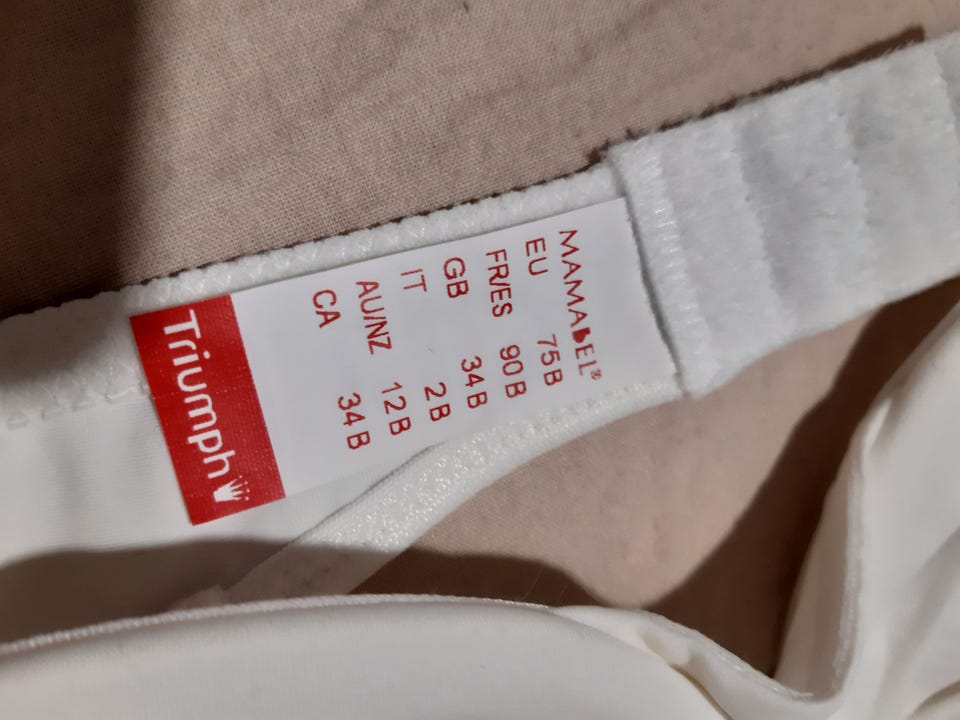 MAMABEL®
EU 75B
FR/ES 90B
GB 34B
IT 2B
AU/NZ 12B
CA 34B
Triumph